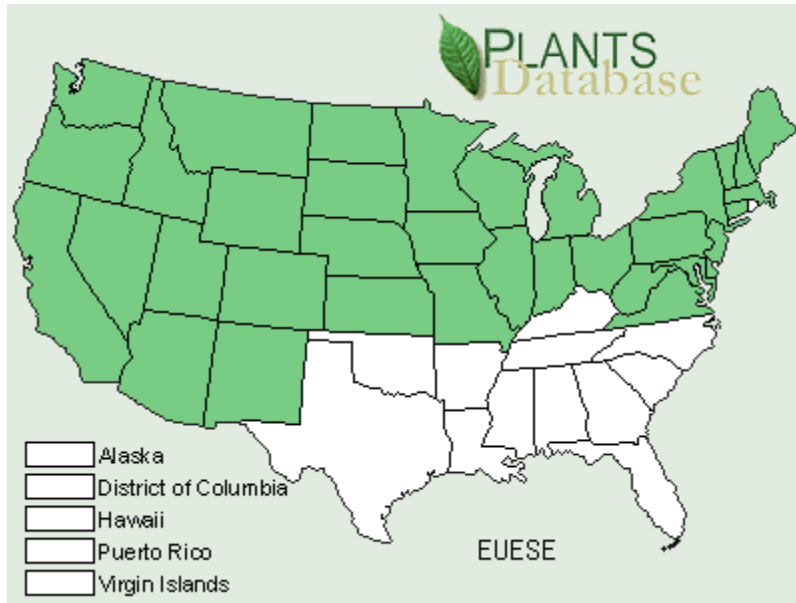 PLANTS
Database
Alaska
District of Columbia
Hawaii
Puerto Rico
Virgin Islands
EUESE